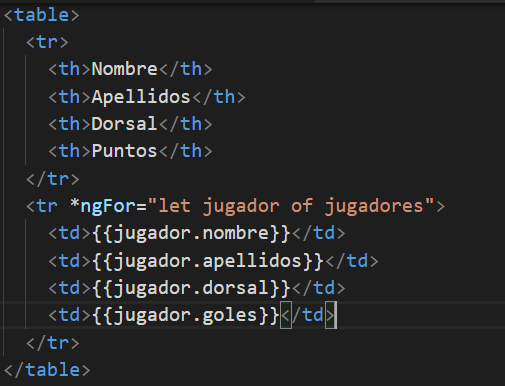 <table>
<tr>
<th>Nombre</th>
<th>Apellidos</th>
<th>Dorsal</th>
<th>Puntos</th>
</tr>
<tr *ngFor="let jugador of jugadores">
<td>{{jugador.nombre}}</td>
<td>{{jugador.apellidos}}</td>
<td>{{jugador.dorsal}}</td>
<td>{{jugador.goles}}</td>
</tr>
</table>